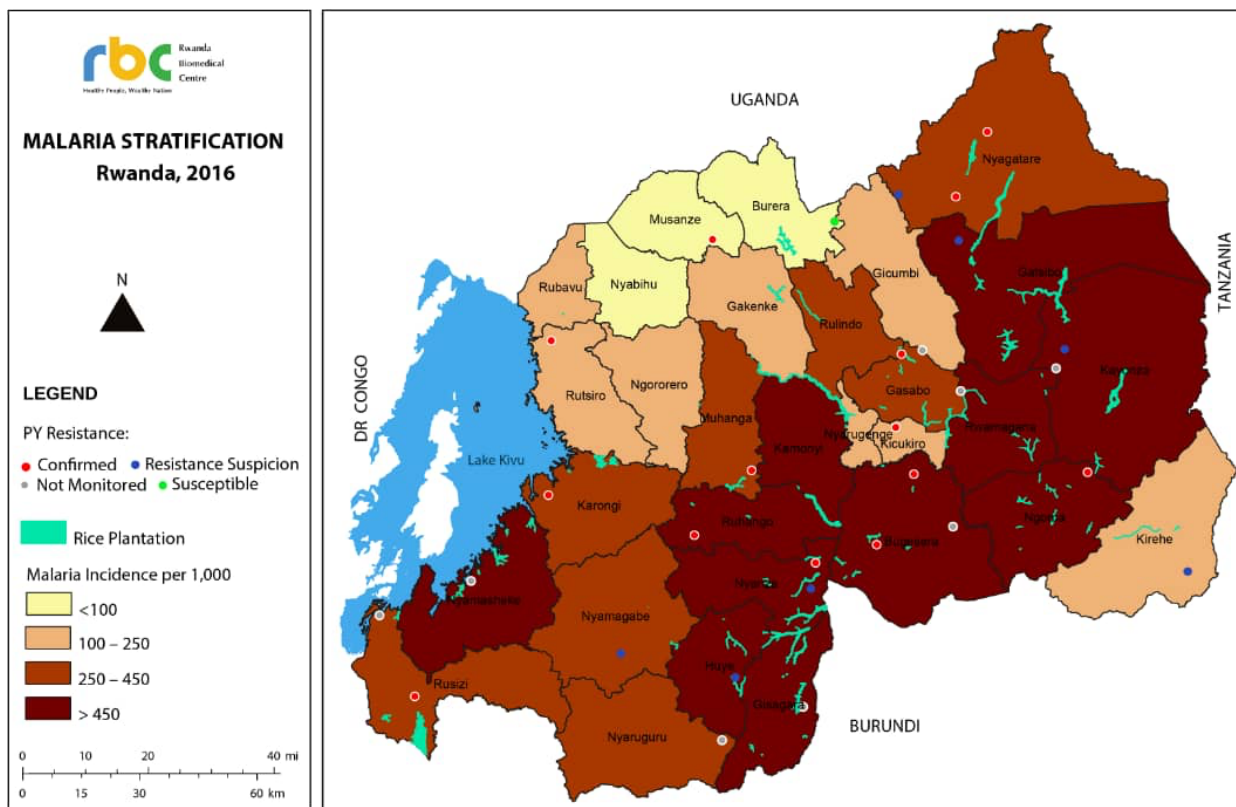 rbc
Rwanda
Biomedical
Centre
Healthy People, Wealthy Nation
MALARIA STRATIFICATION
Rwanda, 2016
N
LEGEND
PY Resistance:
Confirmed
Resistance Suspicion
Not Monitored
Susceptible
Rice Plantation
Malaria Incidence per 1,000
<100
100 – 250
250 – 450
> 450
0 20 40 mi
0 15 30 60 km
UGANDA
TANZANIA
DR CONGO
BURUNDI
Lake Kivu
Nyagatare
Burera
Musanze
Gicumbi
Gatsibo
Nyabihu
Rubavu
Gakenke
Rulindo
Kayonza
Rutsiro
Ngororero
Gasabo
Muhanga
Rwamagana
Nyarugenge
Kicukiro
Kamonyi
Karongi
Ruhango
Ngoma
Kirehe
Bugesera
Nyanza
Nyamasheke
Nyamagabe
Huye
Rusizi
Gisagara
Nyaruguru